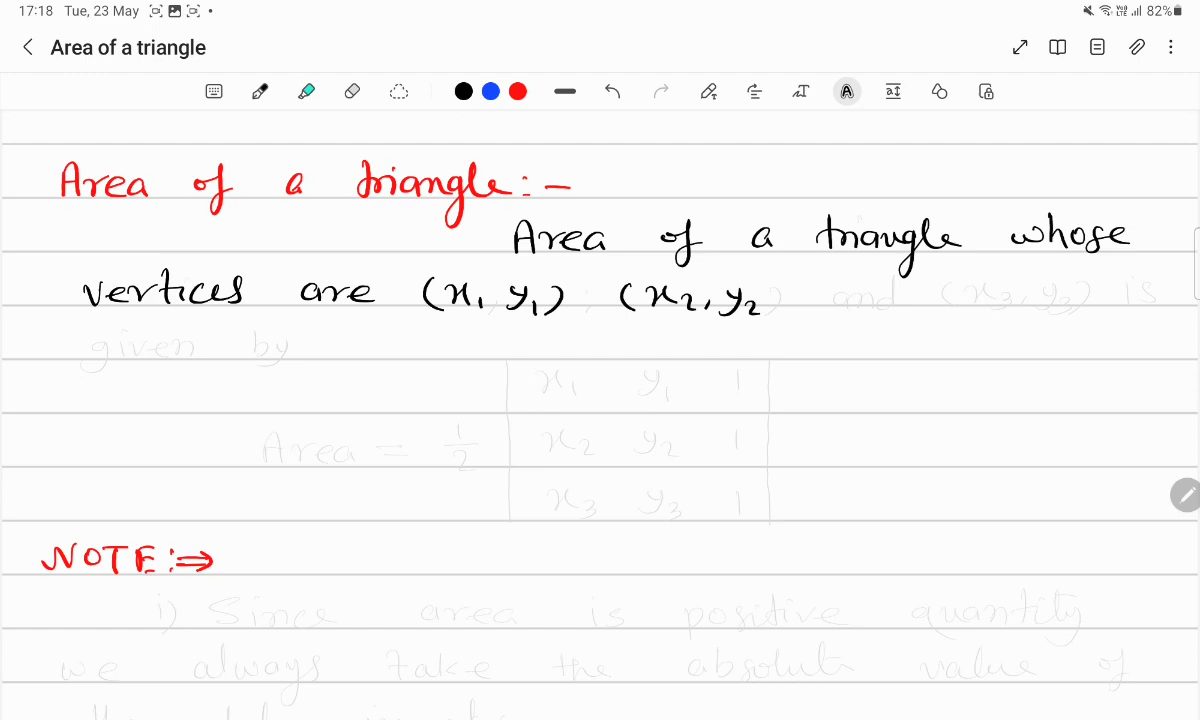 17:18 Tue, 23 May 82%
Area of a triangle
Area of a triangle:-
Area of a triangle whose
vertices are (x₁ y₁) (x₂, y₂) and (x₃, y₃) is
given by
x₁ y₁ 1
Area = 1/2 x₂ y₂ 1
x₃ y₃ 1
NOTE:⇒
i) Since area is positive quantity
we always take the absolute value of